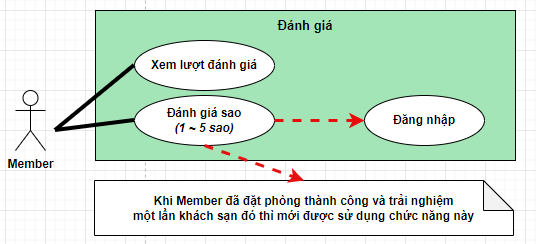 Đánh giá
Xem lượt đánh giá
Đánh giá sao
(1 ~ 5 sao)
Đăng nhập
Member
Khi Member đã đặt phòng thành công và trải nghiệm
một lần khách sạn đó thì mới được sử dụng chức năng này